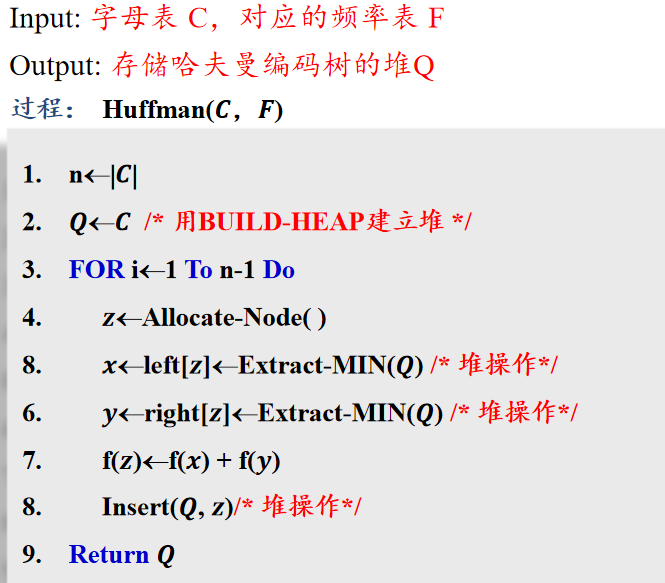 Input: 字母表 C，对应的频率表 F
Output: 存储哈夫曼编码树的堆Q
过程： Huffman(C，F)
1. n←|C|
2. Q←C /* 用BUILD-HEAP建立堆 */
3. FOR i←1 To n-1 Do
4. z←Allocate-Node( )
8. x←left[z]←Extract-MIN(Q) /* 堆操作*/
6. y←right[z]←Extract-MIN(Q) /* 堆操作*/
7. f(z)←f(x) + f(y)
8. Insert(Q, z)/* 堆操作*/
9. Return Q